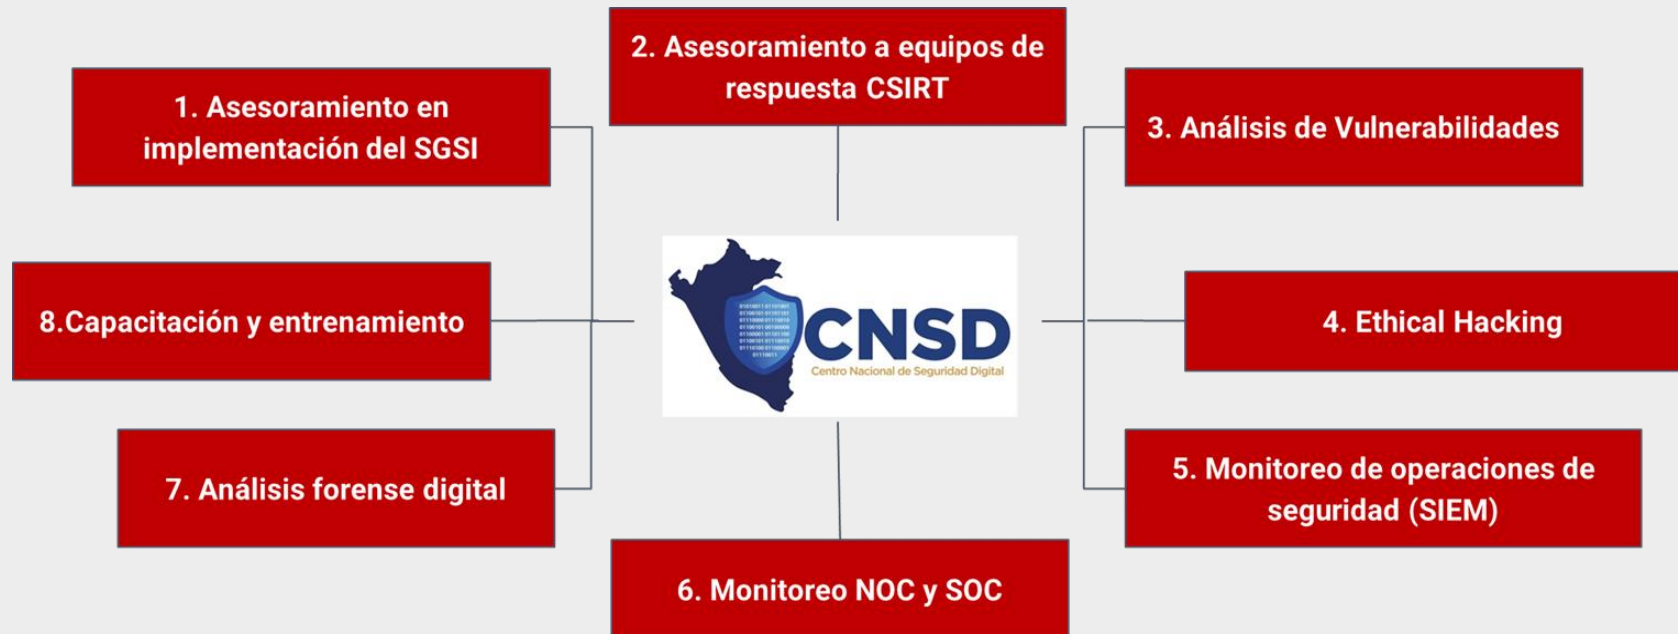 1. Asesoramiento en
implementación del SGSI
2. Asesoramiento a equipos de
respuesta CSIRT
3. Análisis de Vulnerabilidades
4. Ethical Hacking
5. Monitoreo de operaciones de
seguridad (SIEM)
6. Monitoreo NOC y SOC
7. Análisis forense digital
8.Capacitación y entrenamiento
CNSD
Centro Nacional de Seguridad Digital